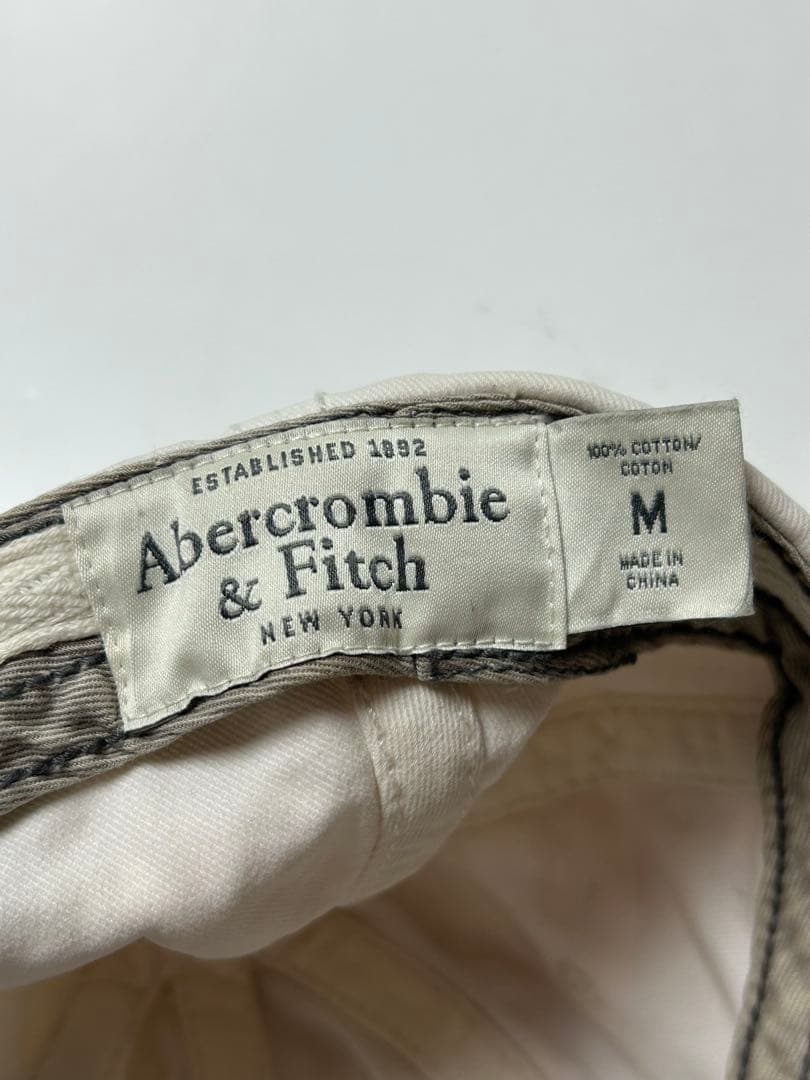 ESTABLISHED 1892
Abercrombie
& Fitch
NEW YORK
100% COTTON/
COTON
M
MADE IN
CHINA